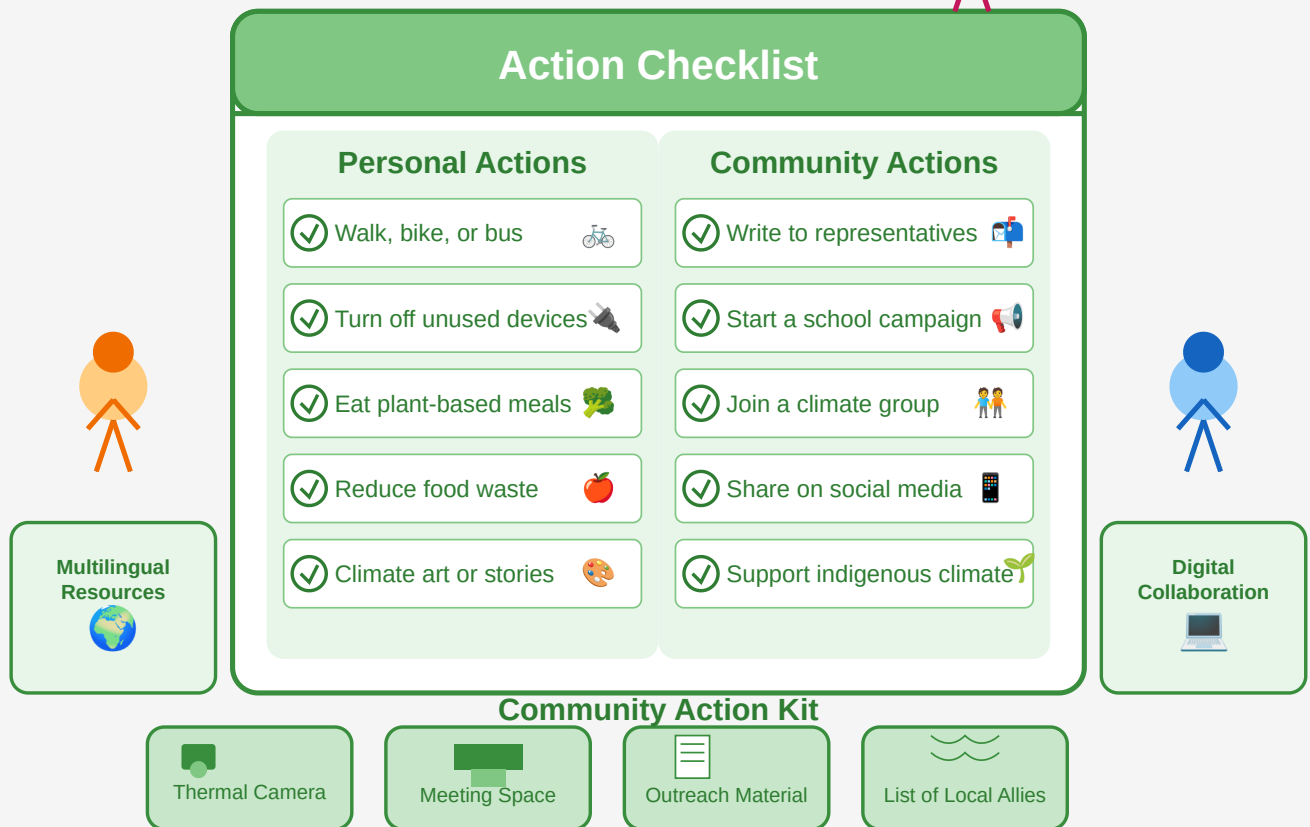 Action Checklist
Personal Actions
Walk, bike, or bus
Turn off unused devices
Eat plant-based meals
Reduce food waste
Climate art or stories
Community Actions
Write to representatives
Start a school campaign
Join a climate group
Share on social media
Support indigenous climate
Multilingual
Resources
Digital
Collaboration
Community Action Kit
Thermal Camera
Meeting Space
Outreach Material
List of Local Allies